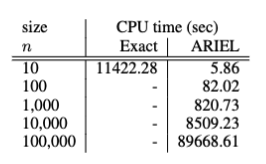 size CPU time (sec)
n Exact ARIEL
10 11422.28 5.86
100 - 82.02
1,000 - 820.73
10,000 - 8509.23
100,000 - 89668.61